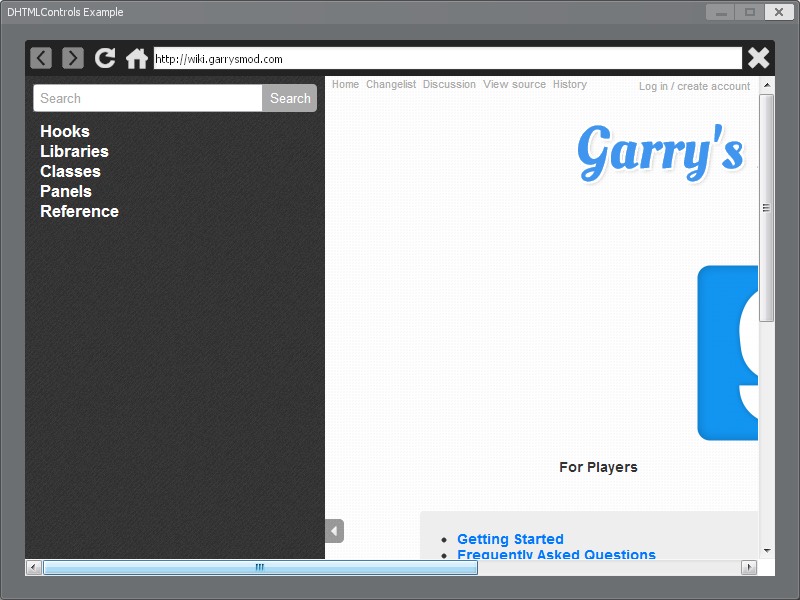 DHTMLControls Example
http://wiki.garrysmod.com
Search Search
Hooks
Libraries
Classes
Panels
Reference
Home Changelist Discussion View source History Log in / create account
Garry's
For Players
Getting Started
Frequently Asked Questions